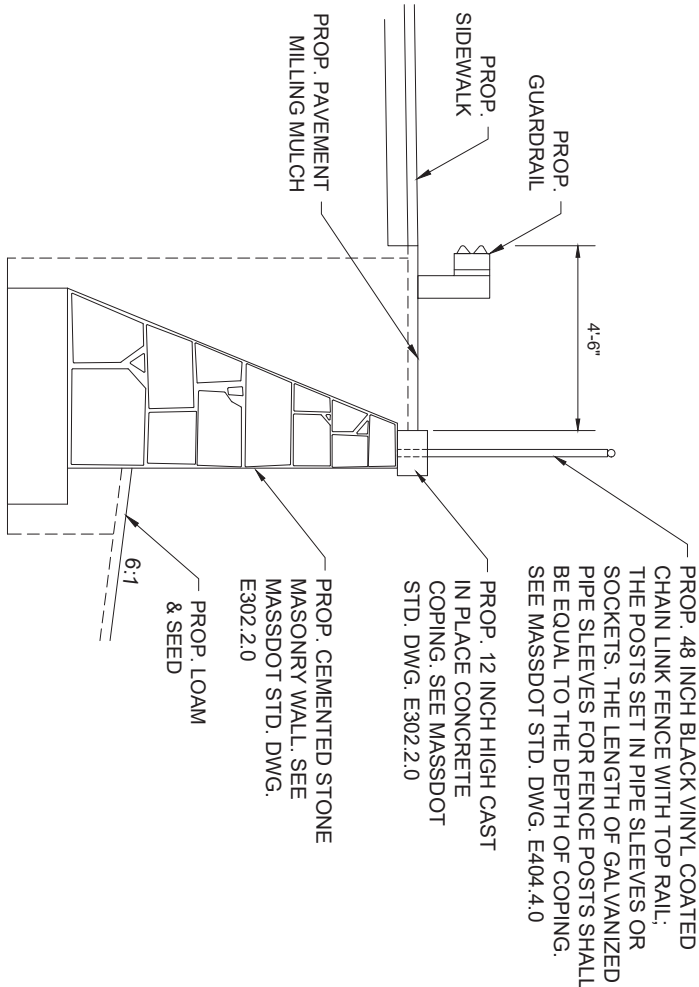 PROP.
GUARDRAIL
PROP.
SIDEWALK
PROP. PAVEMENT
MILLING MULCH
4'-6"
PROP. 48 INCH BLACK VINYL COATED
CHAIN LINK FENCE WITH TOP RAIL;
THE POSTS SET IN PIPE SLEEVES OR
SOCKETS. THE LENGTH OF GALVANIZED
PIPE SLEEVES FOR FENCE POSTS SHALL
BE EQUAL TO THE DEPTH OF COPING.
SEE MASSDOT STD. DWG. E404.4.0
PROP. 12 INCH HIGH CAST
IN PLACE CONCRETE
COPING. SEE MASSDOT
STD. DWG. E302.2.0
PROP. CEMENTED STONE
MASONRY WALL. SEE
MASSDOT STD. DWG.
E302.2.0
PROP. LOAM
& SEED
6:1